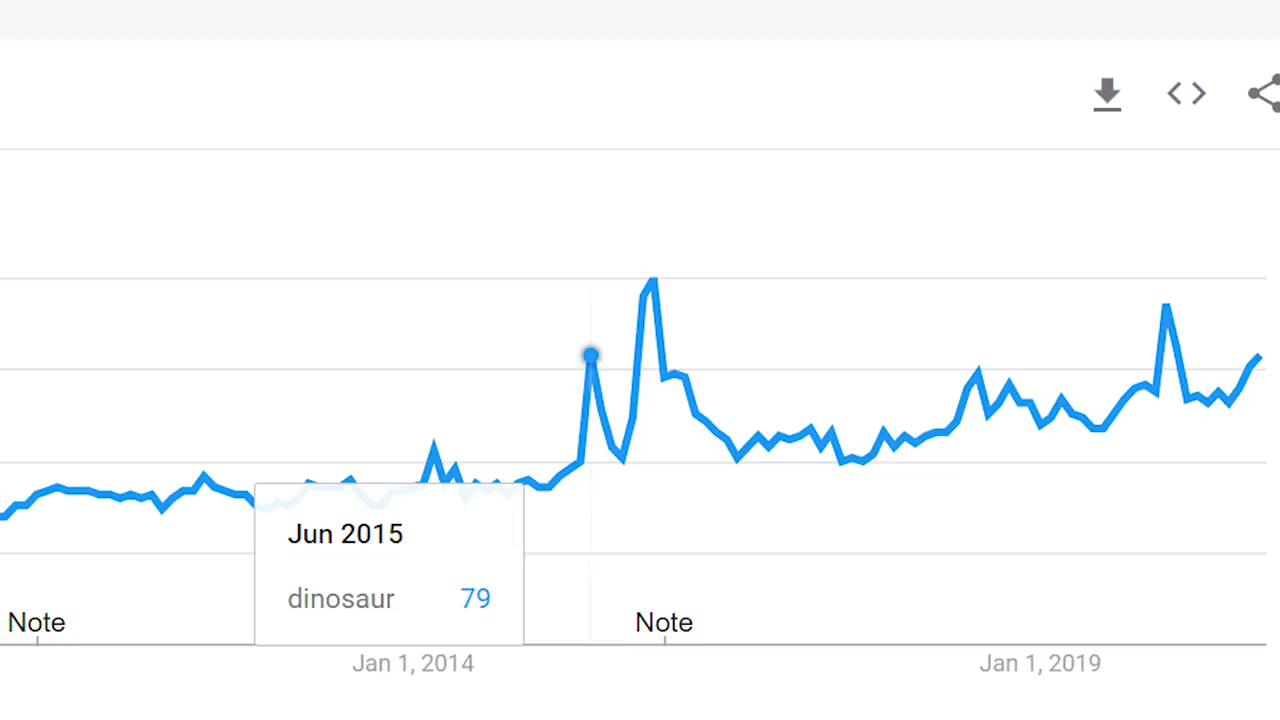 Jun 2015
dinosaur 79
Note
Note
Jan 1, 2014
Jan 1, 2019